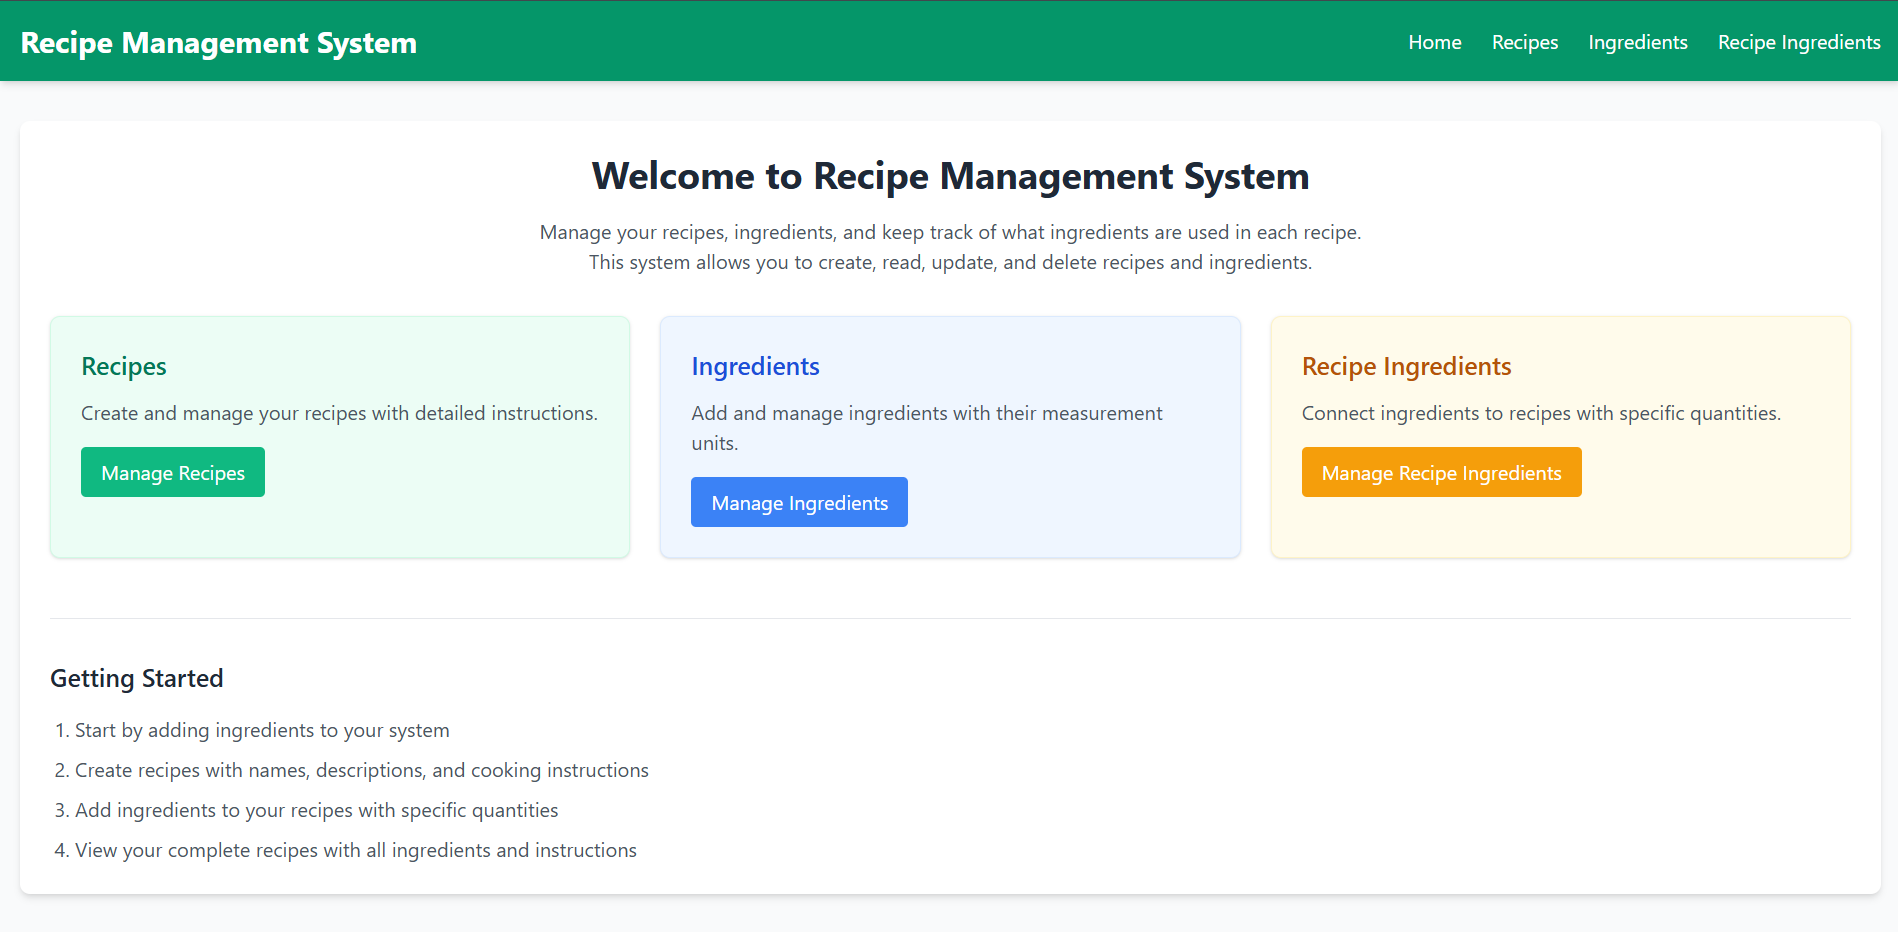 Recipe Management System
Home Recipes Ingredients Recipe Ingredients
Welcome to Recipe Management System
Manage your recipes, ingredients, and keep track of what ingredients are used in each recipe.
This system allows you to create, read, update, and delete recipes and ingredients.
Recipes
Create and manage your recipes with detailed instructions.
Manage Recipes
Ingredients
Add and manage ingredients with their measurement
units.
Manage Ingredients
Recipe Ingredients
Connect ingredients to recipes with specific quantities.
Manage Recipe Ingredients
Getting Started
1. Start by adding ingredients to your system
2. Create recipes with names, descriptions, and cooking instructions
3. Add ingredients to your recipes with specific quantities
4. View your complete recipes with all ingredients and instructions